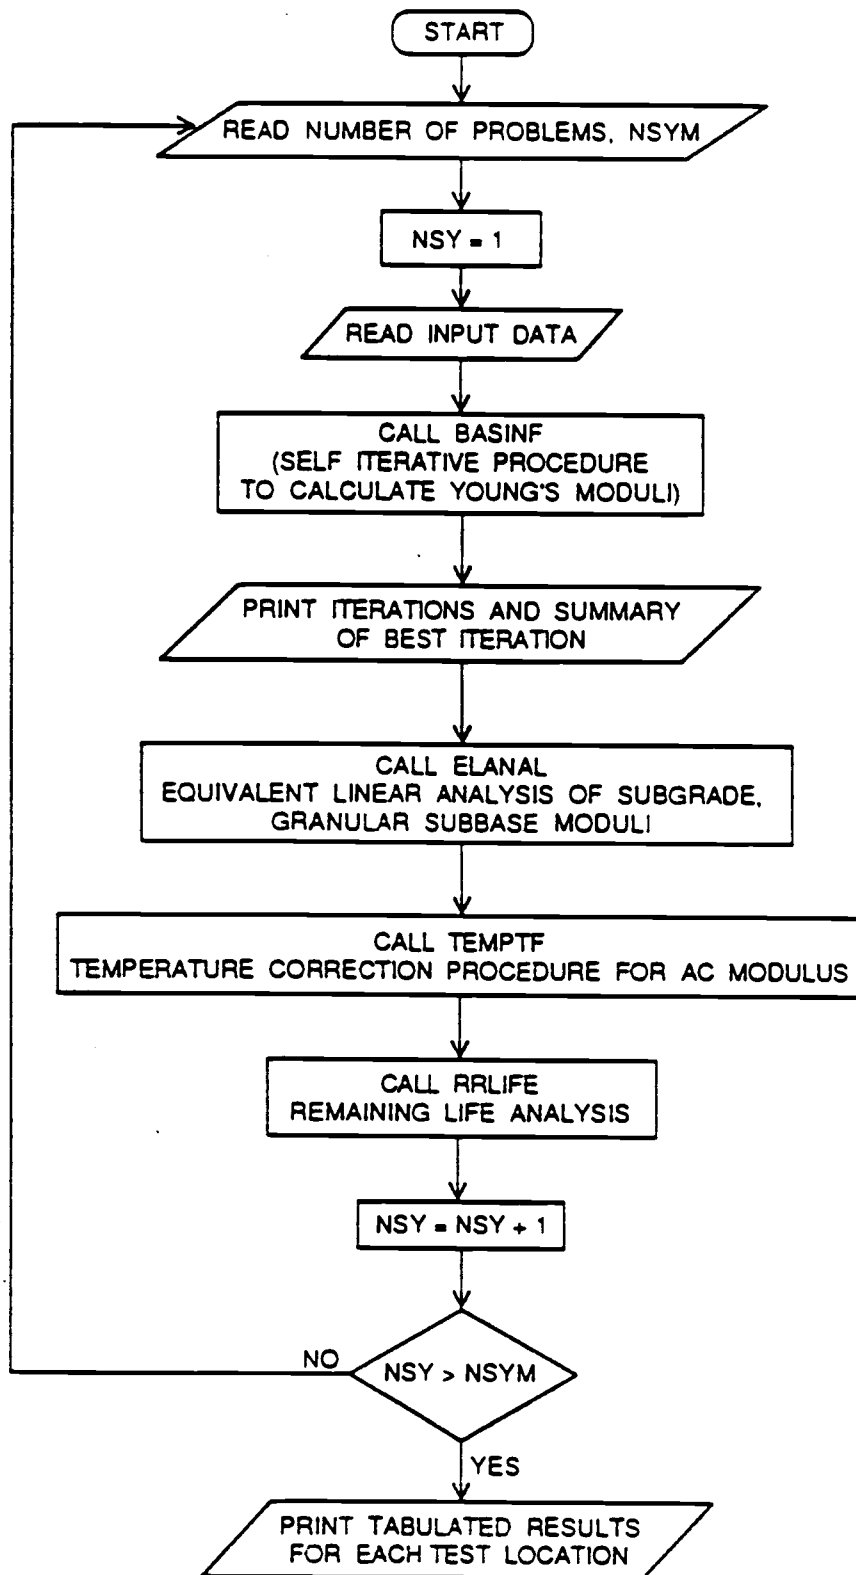 START
READ NUMBER OF PROBLEMS, NSYM
NSY = 1
READ INPUT DATA
CALL BASINF
(SELF ITERATIVE PROCEDURE
TO CALCULATE YOUNG'S MODULI)
PRINT ITERATIONS AND SUMMARY
OF BEST ITERATION
CALL ELANAL
EQUIVALENT LINEAR ANALYSIS OF SUBGRADE,
GRANULAR SUBBASE MODULI
CALL TEMPTF
TEMPERATURE CORRECTION PROCEDURE FOR AC MODULUS
CALL RRLIFE
REMAINING LIFE ANALYSIS
NSY = NSY + 1
NO
NSY > NSYM
YES
PRINT TABULATED RESULTS
FOR EACH TEST LOCATION